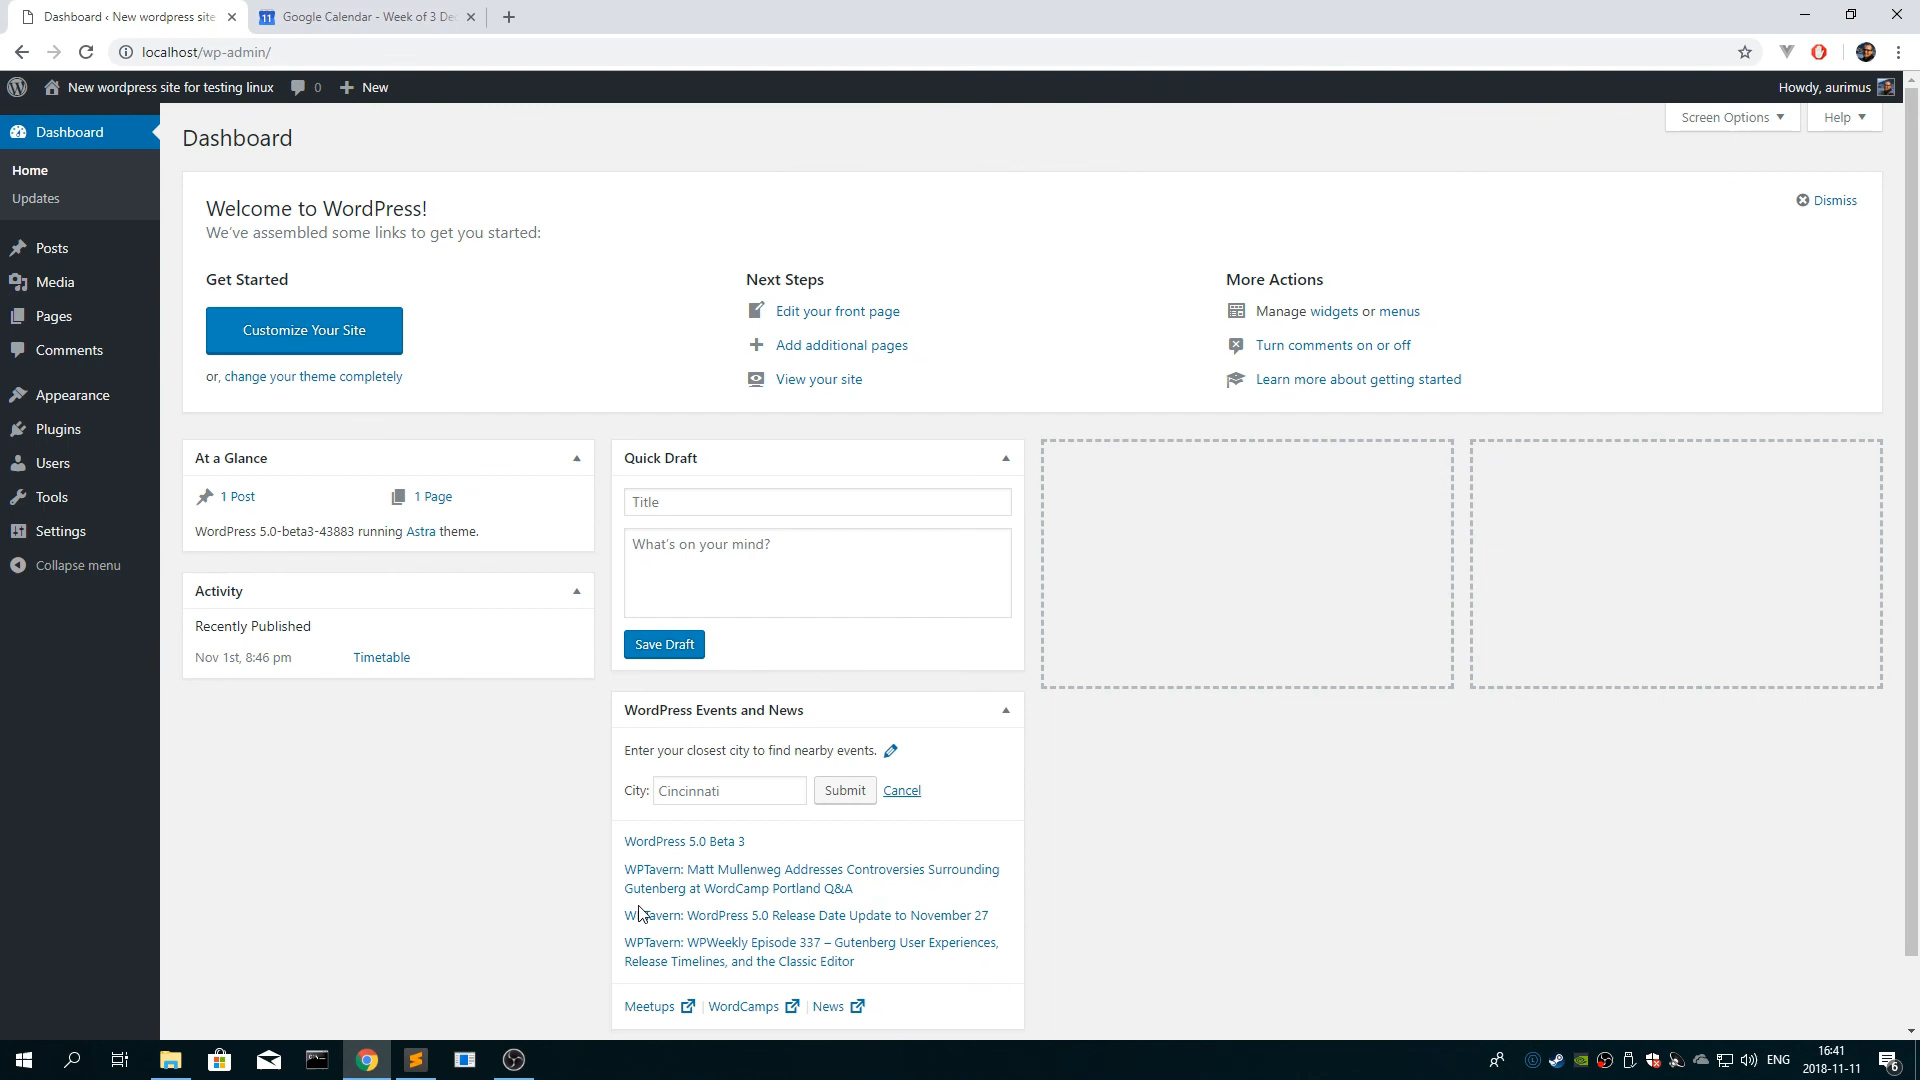 Dashboard ‹ New wordpress site
Google Calendar - Week of 3 De
localhost/wp-admin/
New wordpress site for testing linux
0
New
Howdy, aurimus
Dashboard
Home
Updates
Posts
Media
Pages
Comments
Appearance
Plugins
Users
Tools
Settings
Collapse menu
Dashboard
Screen Options
Help
Welcome to WordPress!
We've assembled some links to get you started:
Dismiss
Get Started
Customize Your Site
or, change your theme completely
Next Steps
Edit your front page
Add additional pages
View your site
More Actions
Manage widgets or menus
Turn comments on or off
Learn more about getting started
At a Glance
1 Post
1 Page
WordPress 5.0-beta3-43883 running Astra theme.
Activity
Recently Published
Nov 1st, 8:46 pm
Timetable
Quick Draft
Title
What's on your mind?
Save Draft
WordPress Events and News
Enter your closest city to find nearby events.
City: Cincinnati Submit Cancel
WordPress 5.0 Beta 3
WPTavern: Matt Mullenweg Addresses Controversies Surrounding
Gutenberg at WordCamp Portland Q&A
WPTavern: WordPress 5.0 Release Date Update to November 27
WPTavern: WPWeekly Episode 337 – Gutenberg User Experiences,
Release Timelines, and the Classic Editor
Meetups | WordCamps | News
ENG
16:41
2018-11-11
6